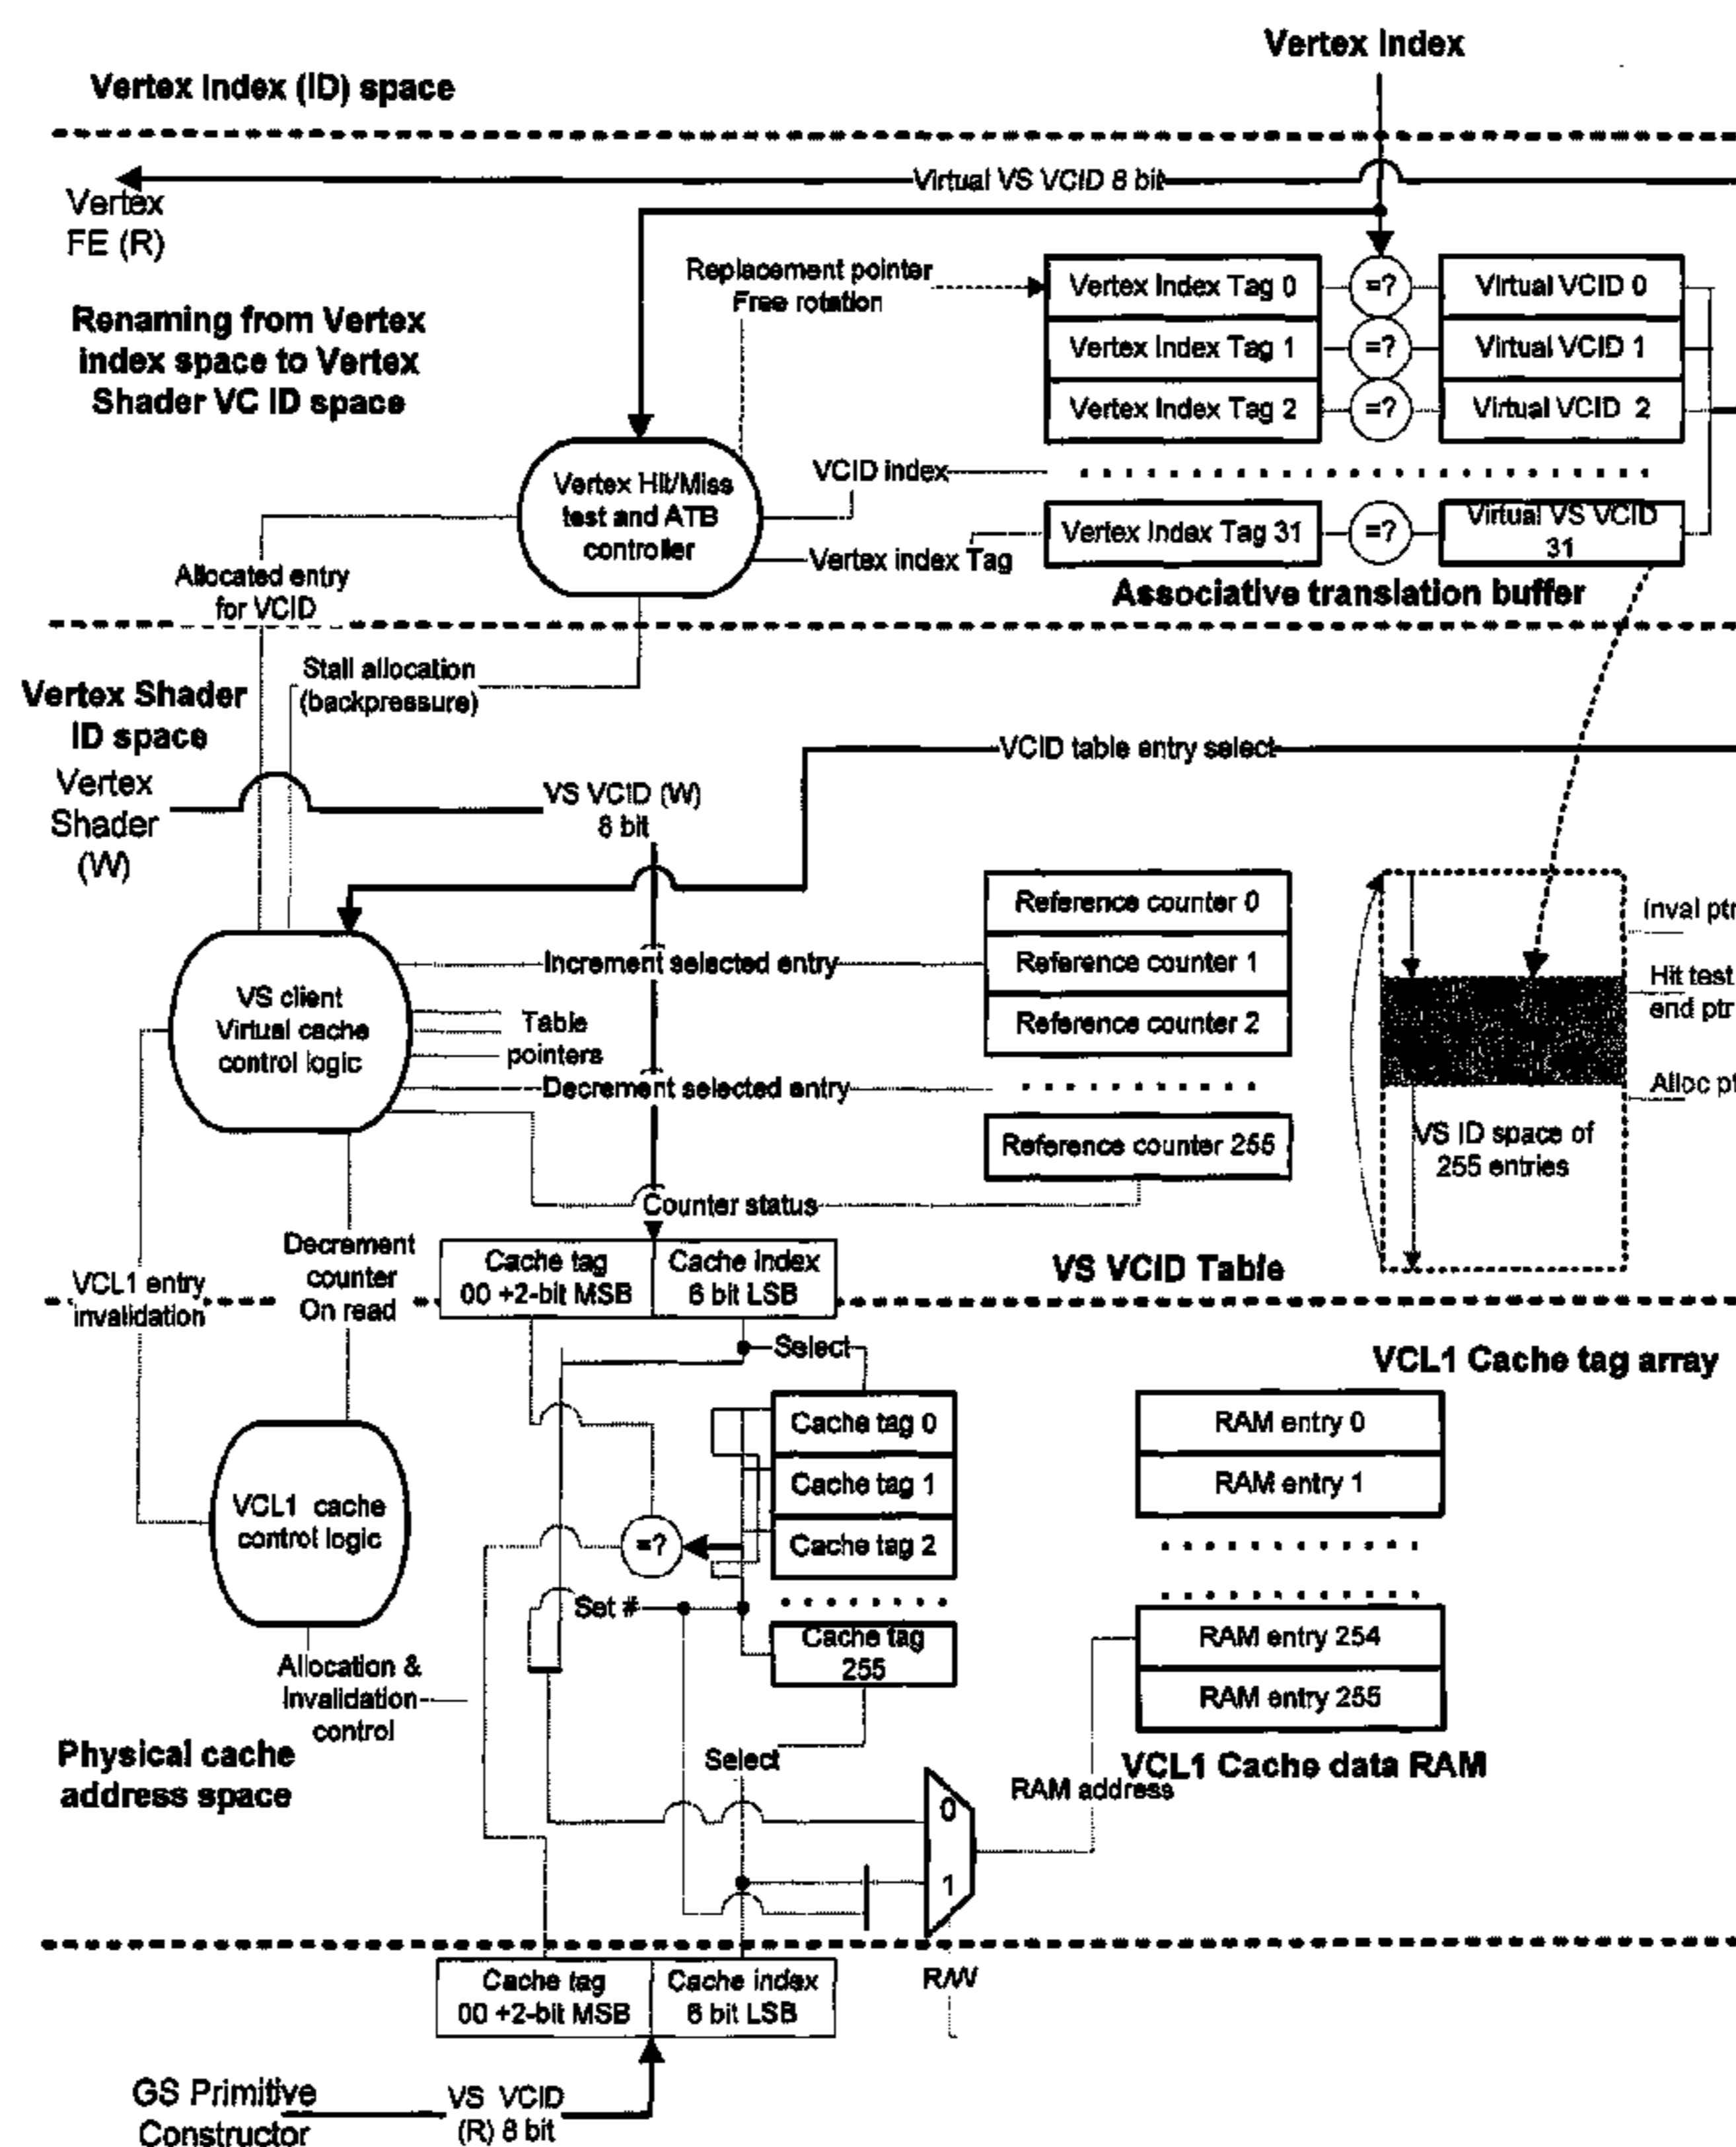 Vertex Index
Vertex Index (ID) space
Virtual VS VCID 8 bit
Vertex
FE (R)
Replacement pointer
Free rotation
Vertex Index Tag 0
=?
Virtual VCID 0
Renaming from Vertex
index space to Vertex
Shader VC ID space
Vertex Index Tag 1
=?
Virtual VCID 1
Vertex Index Tag 2
=?
Virtual VCID 2
Vertex Hit/Miss
test and ATB
controller
VCID index
Vertex Index Tag 31
=?
Virtual VS VCID
31
Vertex index Tag
Associative translation buffer
Allocated entry
for VCID
Stall allocation
(backpressure)
Vertex Shader
ID space
VCID table entry select
Vertex
Shader
(W)
VS VCID (W)
8 bit
Reference counter 0
Inval ptr
Increment selected entry
Reference counter 1
Hit test
end ptr
VS client
Virtual cache
control logic
Table
pointers
Reference counter 2
Decrement selected entry
Alloc pt
VS ID space of
255 entries
Reference counter 255
Counter status
Decrement
counter
On read
Cache tag
00 +2-bit MSB
Cache index
6 bit LSB
VS VCID Table
VCL1 entry
invalidation
Select
VCL1 Cache tag array
Cache tag 0
RAM entry 0
Cache tag 1
RAM entry 1
VCL1 cache
control logic
=?
Cache tag 2
Set #
Cache tag
255
RAM entry 254
RAM entry 255
Allocation &
Invalidation
control
Physical cache
address space
Select
VCL1 Cache data RAM
RAM address
0
1
Cache tag
00 +2-bit MSB
Cache index
6 bit LSB
R/W
GS Primitive
Constructor
VS VCID
(R) 8 bit